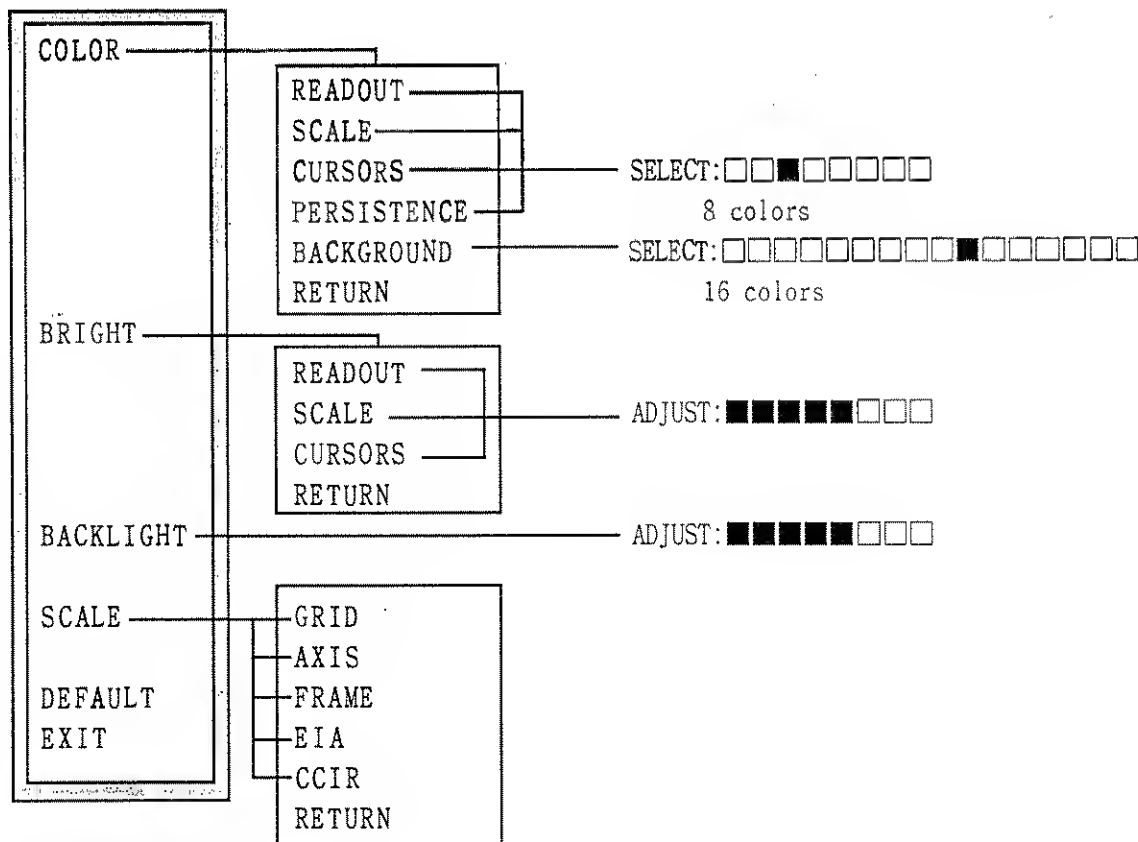 COLOR
READOUT
SCALE
CURSORS
SELECT:
8 colors
PERSISTENCE
BACKGROUND
SELECT:
16 colors
RETURN
BRIGHT
READOUT
SCALE
ADJUST:
CURSORS
RETURN
BACKLIGHT
ADJUST:
SCALE
GRID
AXIS
FRAME
EIA
CCIR
RETURN
DEFAULT
EXIT